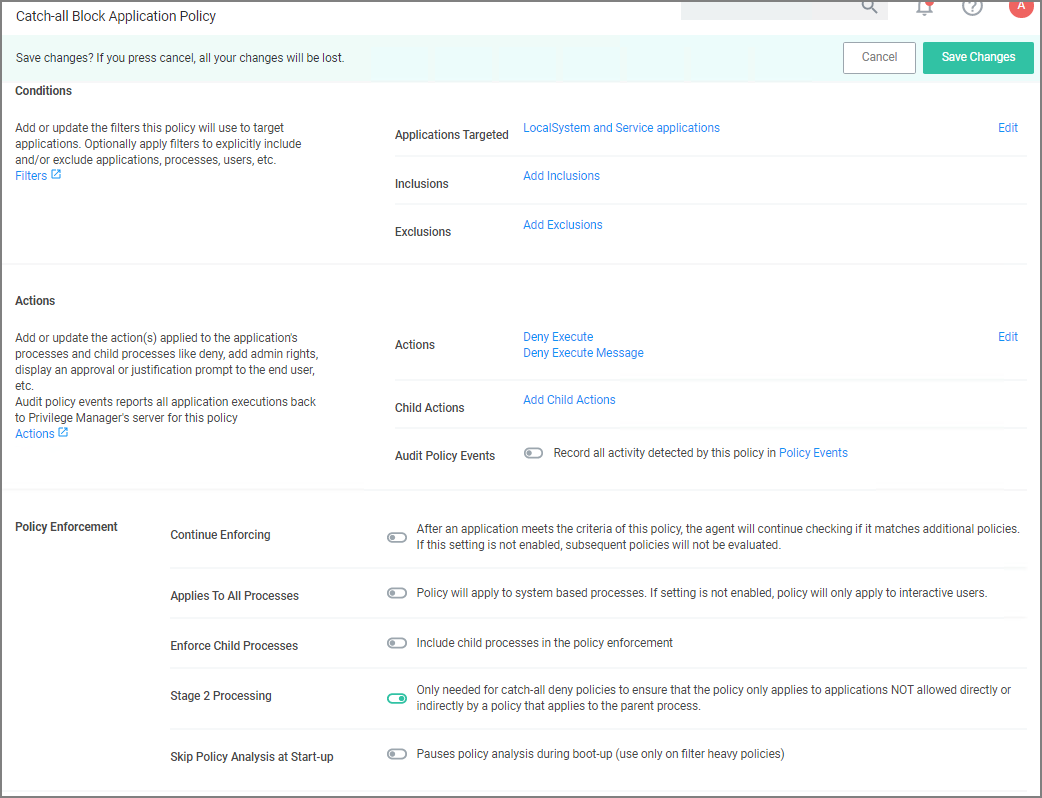 Catch-all Block Application Policy
A
Save changes? If you press cancel, all your changes will be lost.
Cancel
Save Changes
Conditions
Add or update the filters this policy will use to target
applications. Optionally apply filters to explicitly include
and/or exclude applications, processes, users, etc.
Filters
Applications Targeted
LocalSystem and Service applications
Edit
Inclusions
Add Inclusions
Exclusions
Add Exclusions
Actions
Add or update the action(s) applied to the application's
processes and child processes like deny, add admin rights,
display an approval or justification prompt to the end user,
etc.
Audit policy events reports all application executions back
to Privilege Manager's server for this policy
Actions
Actions
Deny Execute
Deny Execute Message
Edit
Child Actions
Add Child Actions
Audit Policy Events
Record all activity detected by this policy in Policy Events
Policy Enforcement
Continue Enforcing
After an application meets the criteria of this policy, the agent will continue checking if it matches additional policies.
If this setting is not enabled, subsequent policies will not be evaluated.
Applies To All Processes
Policy will apply to system based processes. If setting is not enabled, policy will only apply to interactive users.
Enforce Child Processes
Include child processes in the policy enforcement
Stage 2 Processing
Only needed for catch-all deny policies to ensure that the policy only applies to applications NOT allowed directly or
indirectly by a policy that applies to the parent process.
Skip Policy Analysis at Start-up
Pauses policy analysis during boot-up (use only on filter heavy policies)